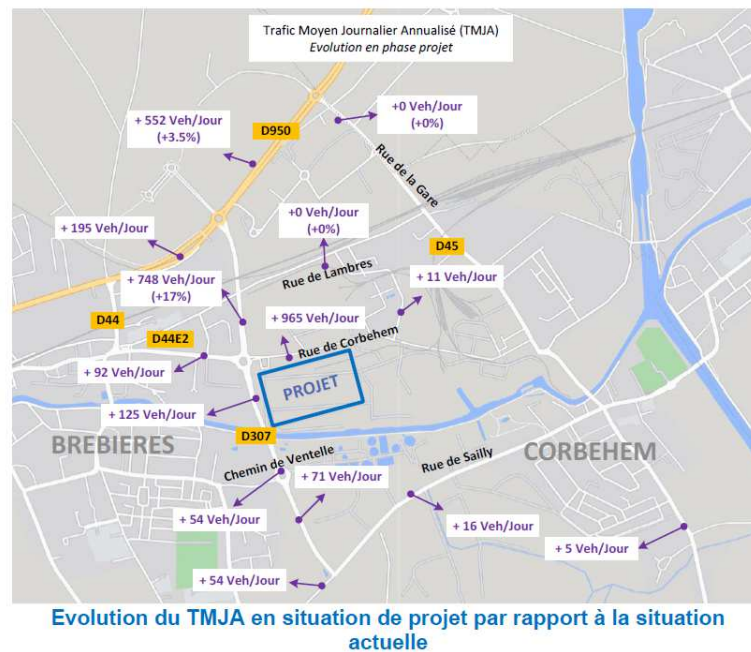 Trafic Moyen Journalier Annualisé (TMJA)
Evolution en phase projet
+ 552 Veh/Jour
(+3.5%)
D950
+0 Veh/Jour
(+0%)
Rue de la Gare
+ 195 Veh/Jour
+0 Veh/Jour
(+0%)
D45
Rue de Lambres
+ 748 Veh/Jour
(+17%)
+ 11 Veh/Jour
D44
+ 965 Veh/Jour
D44E2
Rue de Corbehem
+ 92 Veh/Jour
PROJET
+ 125 Veh/Jour
D307
BREBIERES
CORBEHEM
Chemin de Ventelle
Rue de Sailly
+ 71 Veh/Jour
+ 54 Veh/Jour
+ 16 Veh/Jour
+ 5 Veh/Jour
+ 54 Veh/Jour
Evolution du TMJA en situation de projet par rapport à la situation
actuelle